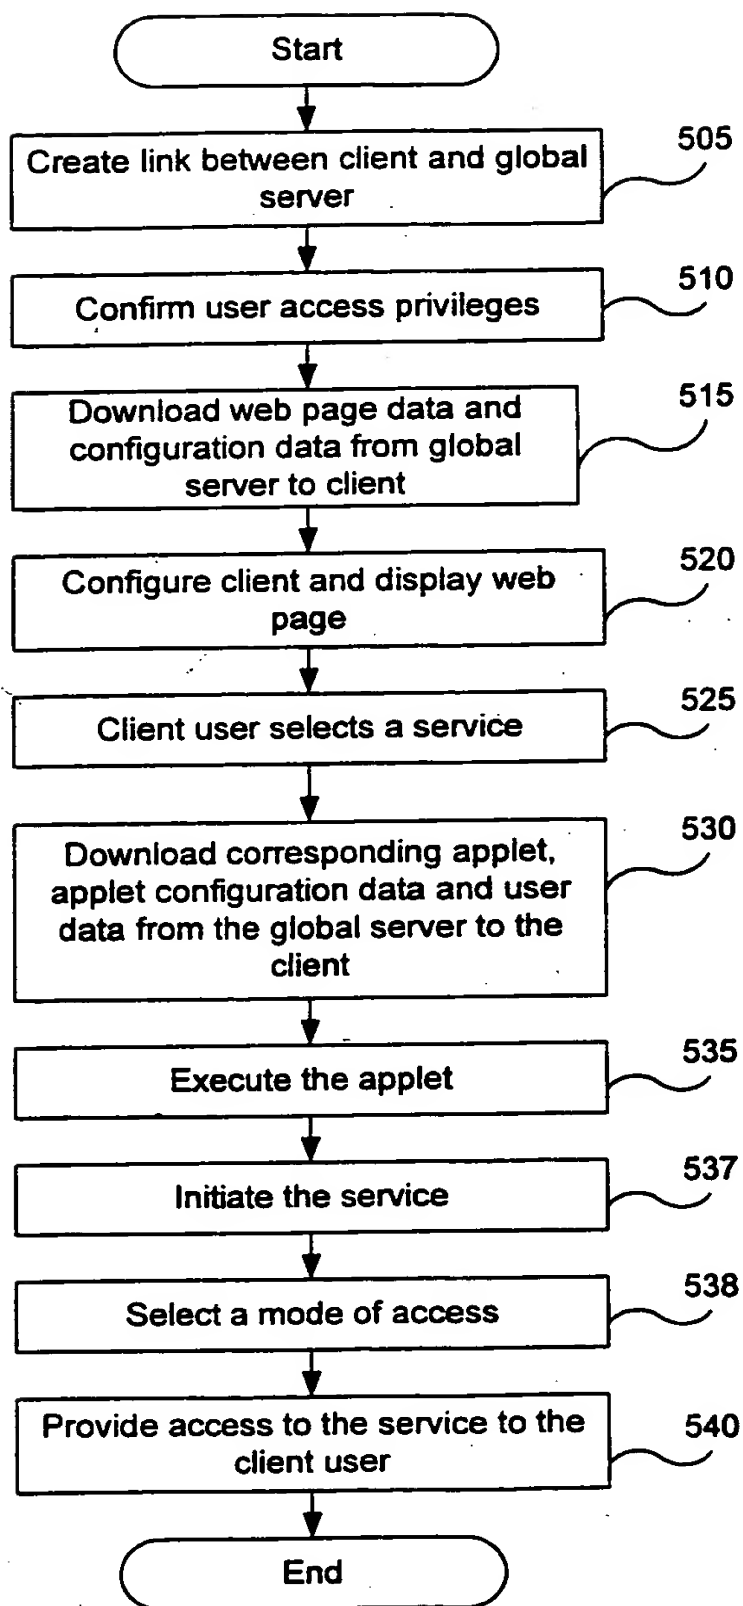 Start
505
Create link between client and global
server
510
Confirm user access privileges
515
Download web page data and
configuration data from global
server to client
520
Configure client and display web
page
525
Client user selects a service
530
Download corresponding applet,
applet configuration data and user
data from the global server to the
client
535
Execute the applet
537
Initiate the service
538
Select a mode of access
540
Provide access to the service to the
client user
End